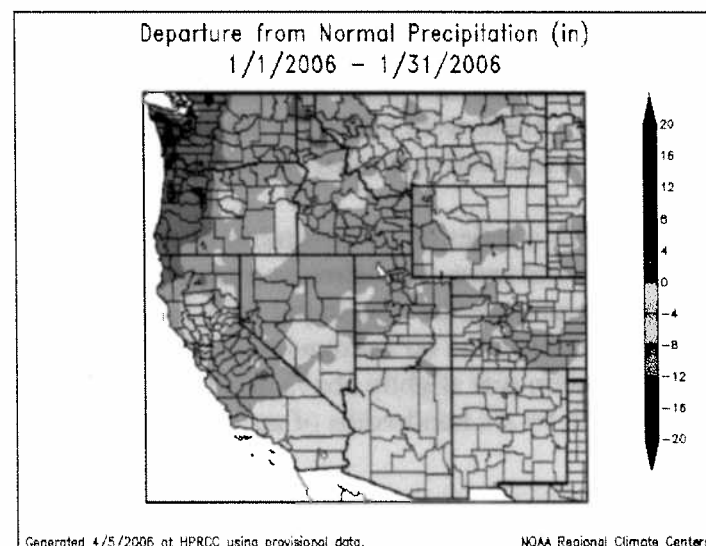 Departure from Normal Precipitation (in)
1/1/2006 – 1/31/2006
20
16
12
8
4
0
−4
−8
−12
−16
−20
Generated 4/5/2006 at HPRCC using provisional data.
NOAA Regional Climate Centers